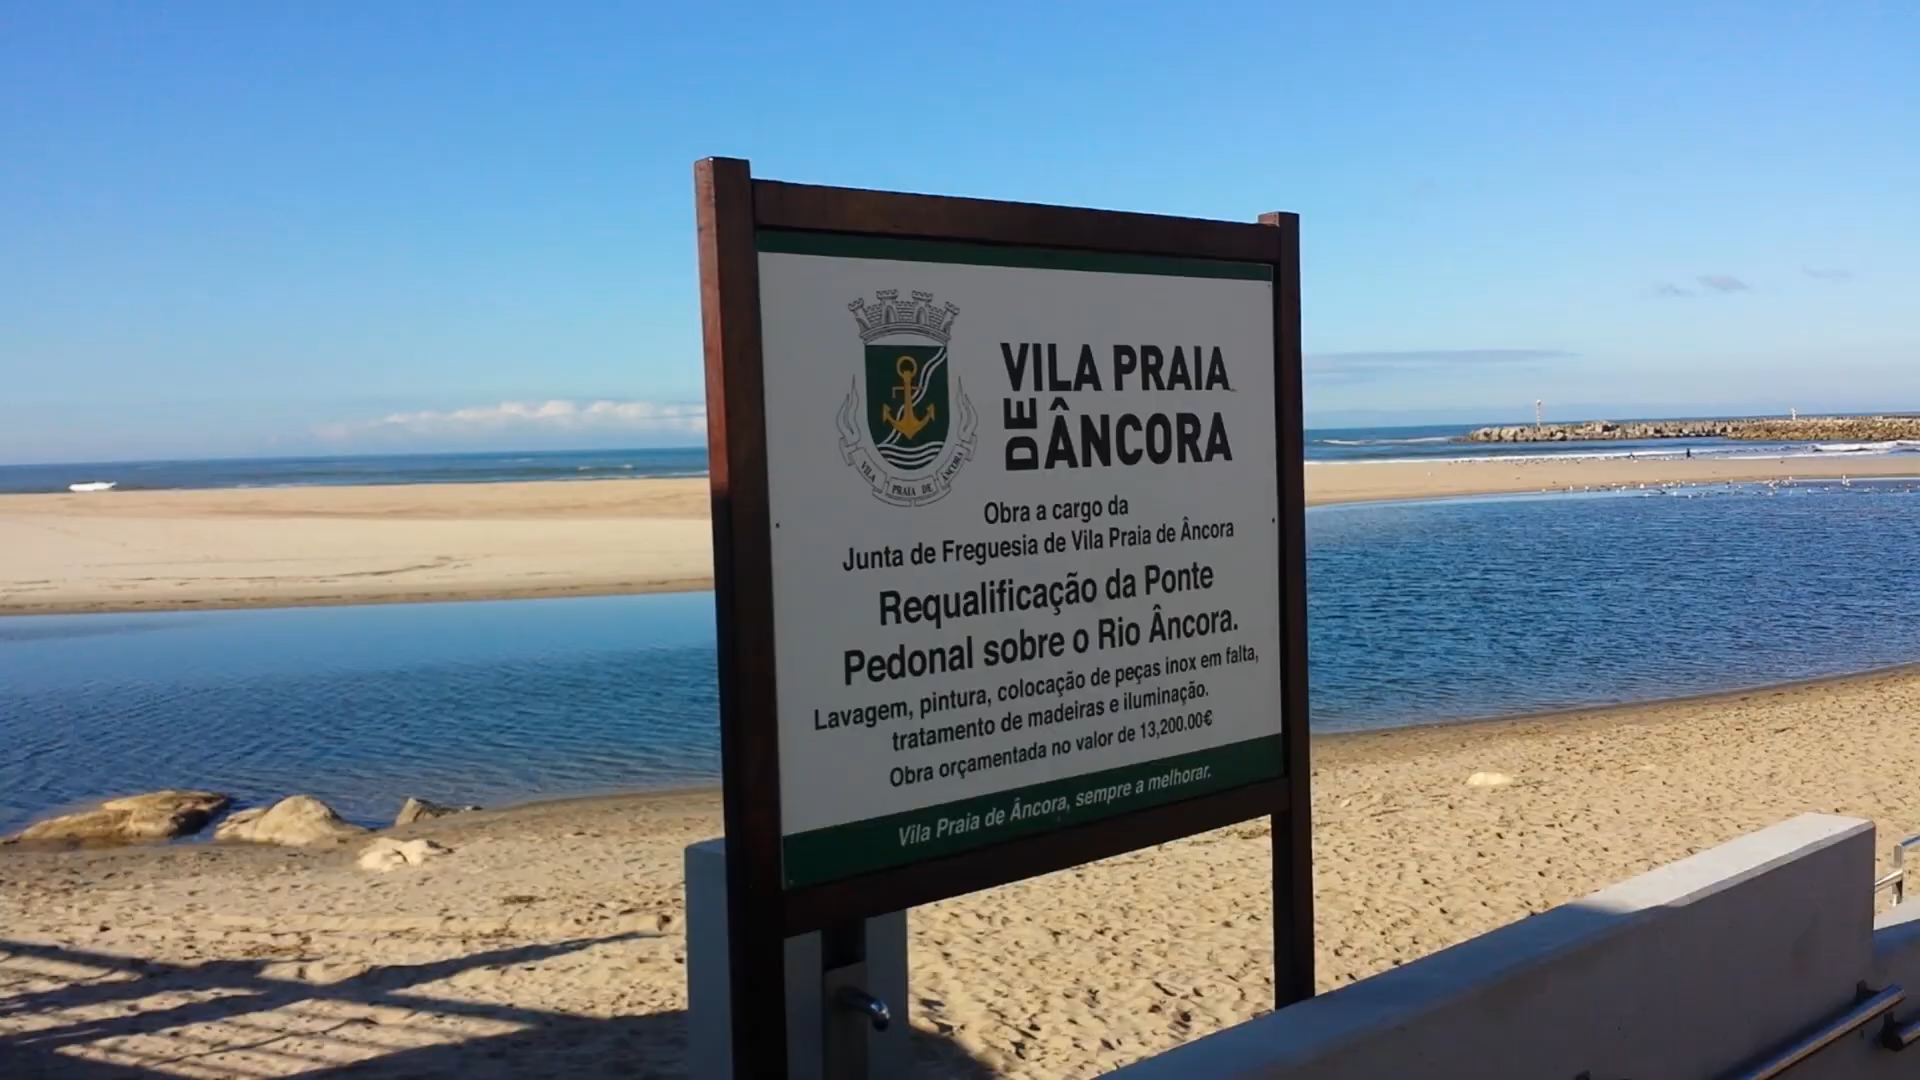 VILA PRAIA
DE ÂNCORA
VILA PRAIA DE ÂNCORA
Obra a cargo da
Junta de Freguesia de Vila Praia de Âncora
Requalificação da Ponte
Pedonal sobre o Rio Âncora.
Lavagem, pintura, colocação de peças inox em falta,
tratamento de madeiras e iluminação.
Obra orçamentada no valor de 13,200.00€
Vila Praia de Âncora, sempre a melhorar.